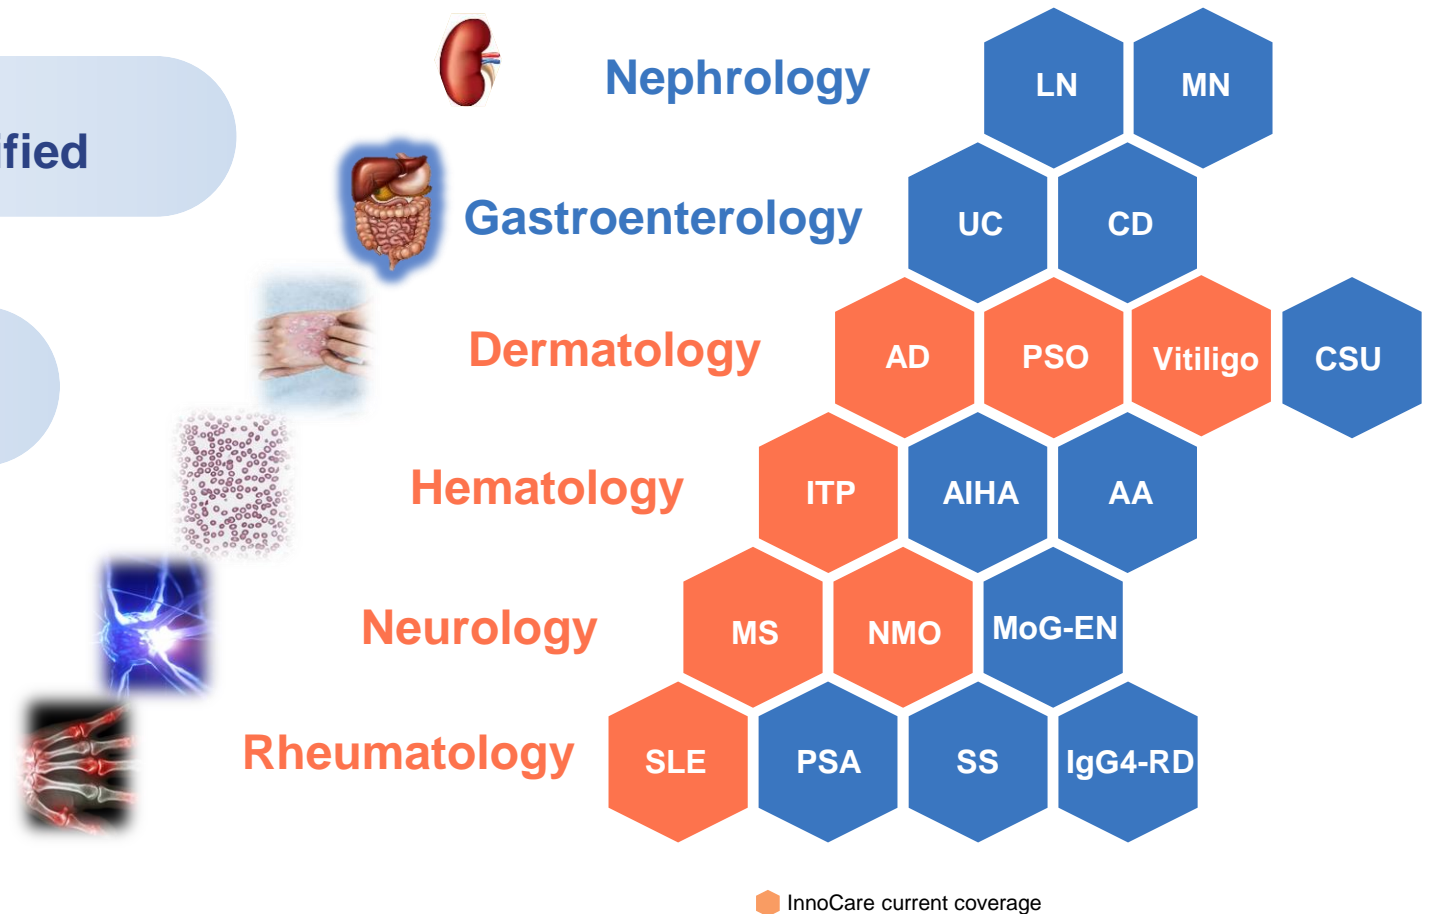 Nephrology
LN
MN
ified
Gastroenterology
UC
CD
Dermatology
AD
PSO
Vitiligo
CSU
Hematology
ITP
AIHA
AA
Neurology
MS
NMO
MoG-EN
Rheumatology
SLE
PSA
SS
IgG4-RD
InnoCare current coverage